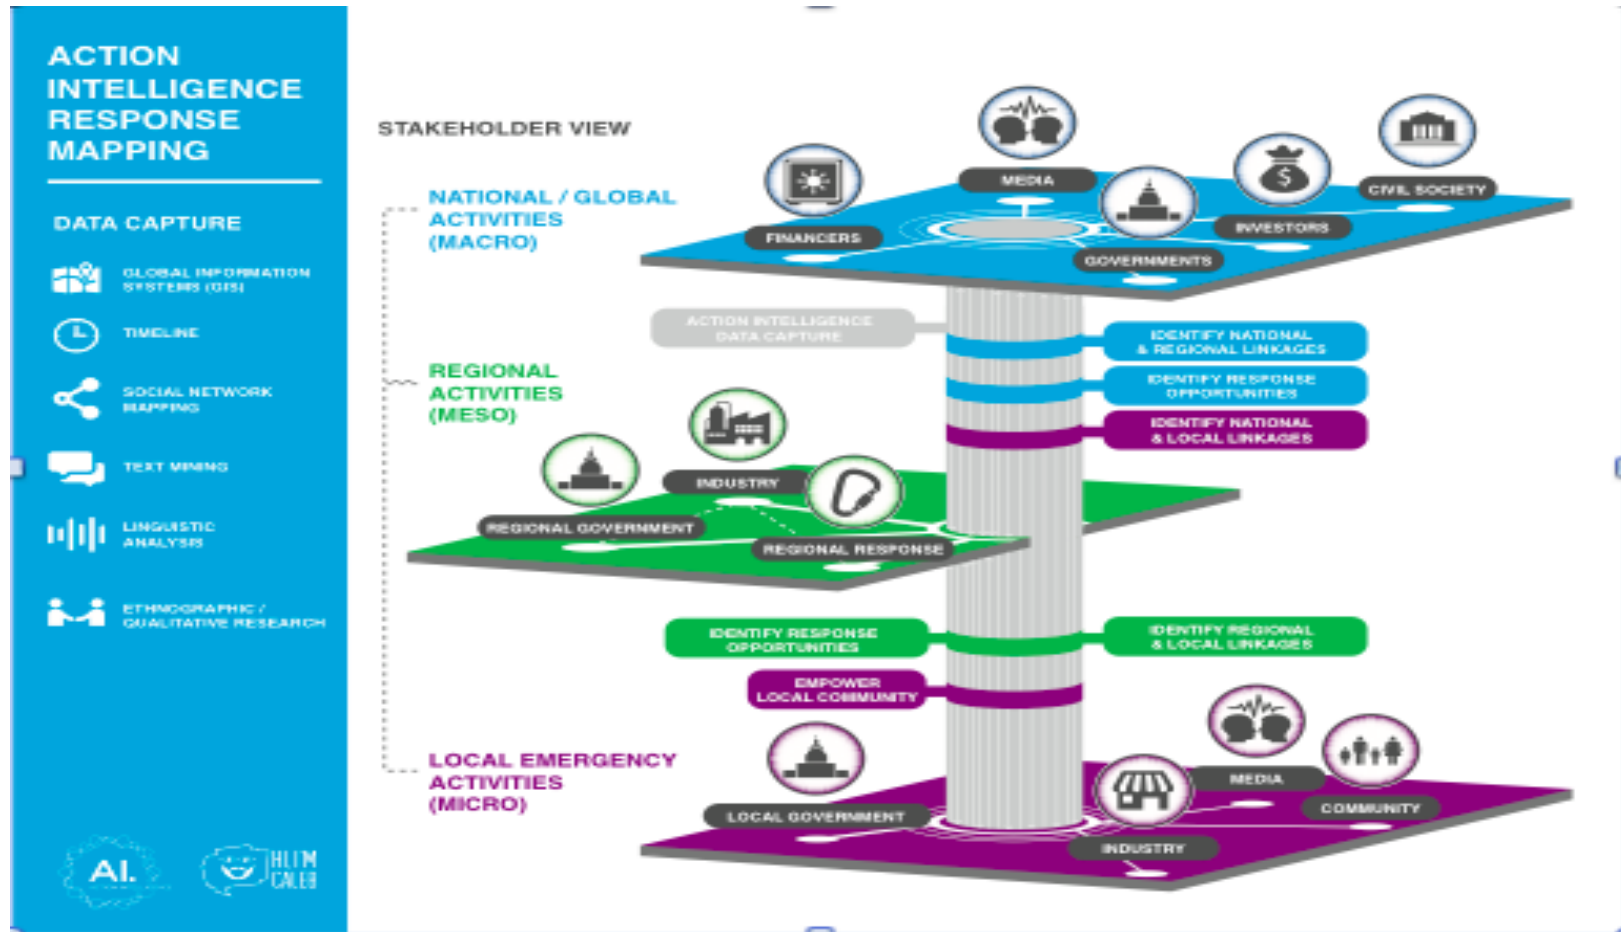 ACTION
INTELLIGENCE
RESPONSE
MAPPING
DATA CAPTURE
GLOBAL INFORMATION
SYSTEMS (GIS)
TIMELINE
SOCIAL NETWORK
MAPPING
TEXT MINING
LINGUISTIC
ANALYSIS
ETHNOGRAPHIC /
QUALITATIVE RESEARCH
AI.
STAKEHOLDER VIEW
NATIONAL / GLOBAL
ACTIVITIES
(MACRO)
FINANCERS
MEDIA
GOVERNMENTS
INVESTORS
CIVIL SOCIETY
ACTION INTELLIGENCE
DATA CAPTURE
IDENTIFY NATIONAL
& REGIONAL LINKAGES
IDENTIFY RESPONSE
OPPORTUNITIES
IDENTIFY NATIONAL
& LOCAL LINKAGES
REGIONAL
ACTIVITIES
(MESO)
INDUSTRY
REGIONAL GOVERNMENT
REGIONAL RESPONSE
IDENTIFY RESPONSE
OPPORTUNITIES
IDENTIFY REGIONAL
& LOCAL LINKAGES
EMPOWER
LOCAL COMMUNITY
LOCAL EMERGENCY
ACTIVITIES
(MICRO)
LOCAL GOVERNMENT
INDUSTRY
MEDIA
COMMUNITY